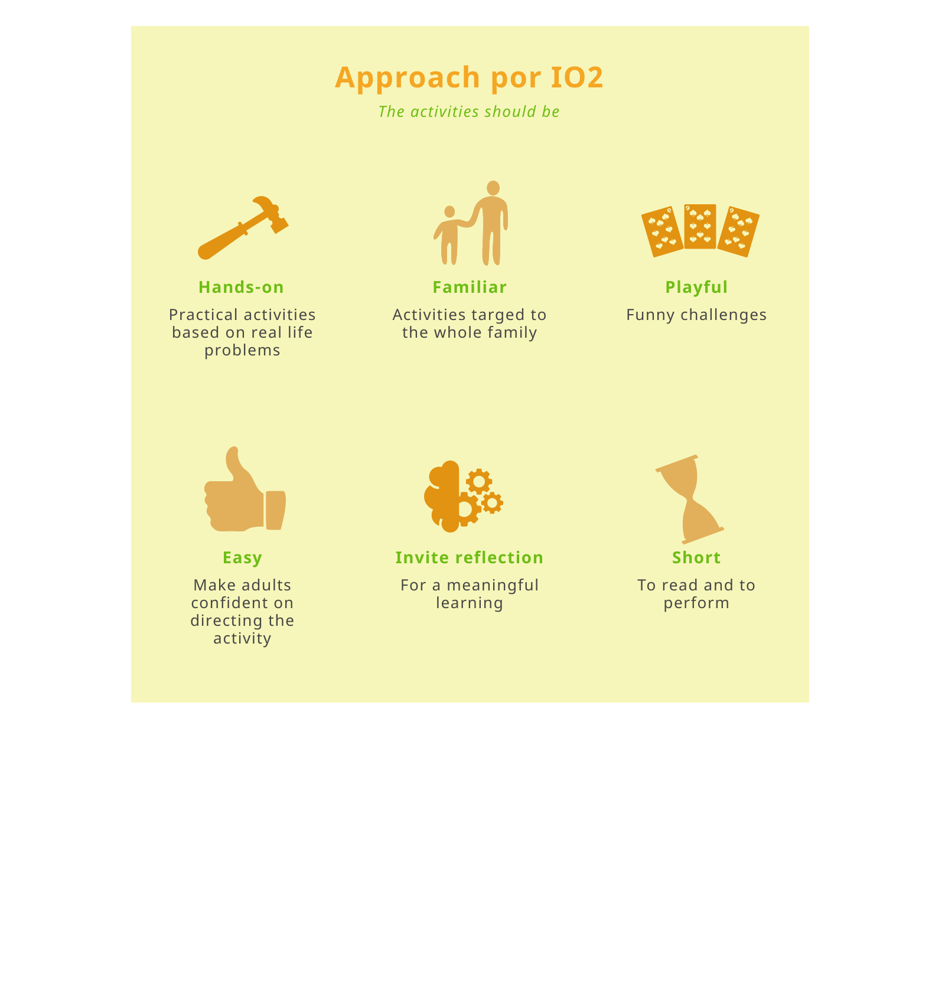 Approach por IO2
The activities should be
Hands-on
Practical activities
based on real life
problems
Familiar
Activities targed to
the whole family
Playful
Funny challenges
Easy
Make adults
confident on
directing the
activity
Invite reflection
For a meaningful
learning
Short
To read and to
perform